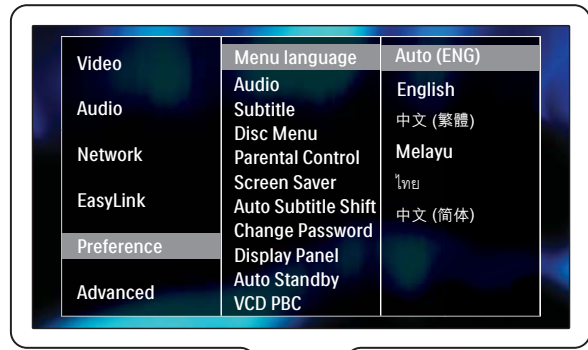 Video
Audio
Network
EasyLink
Preference
Advanced
Menu language
Audio
Subtitle
Disc Menu
Parental Control
Screen Saver
Auto Subtitle Shift
Change Password
Display Panel
Auto Standby
VCD PBC
Auto (ENG)
English
中文 (繁體)
Melayu
ไทย
中文 (简体)